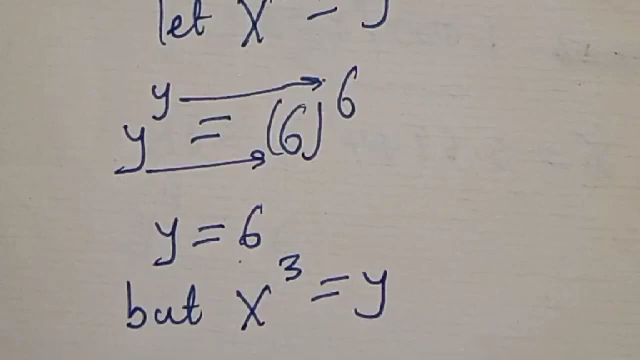 let x = y
y^y = (6)^6
y = 6
but x^3 = y